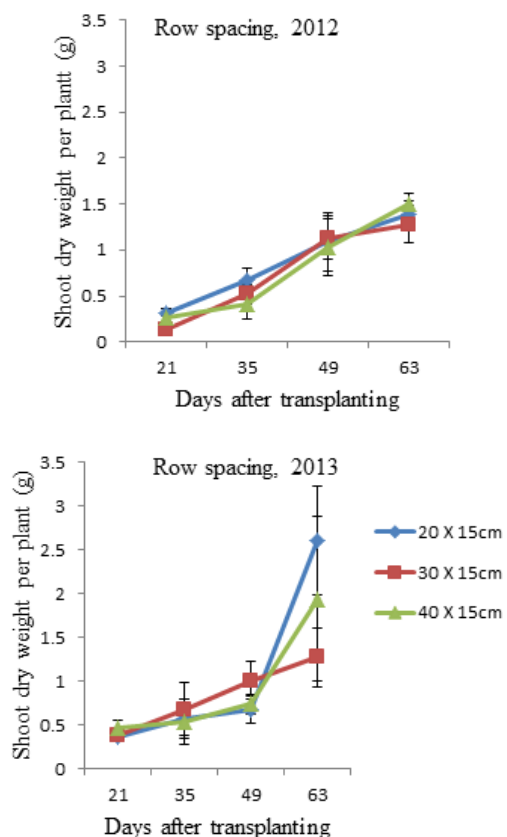 Row spacing, 2012
Shoot dry weight per plantt (g)
3.5
3
2.5
2
1.5
1
0.5
0
21 35 49 63
Days after transplanting
Row spacing, 2013
Shoot dry weight per plant (g)
3.5
3
2.5
2
1.5
1
0.5
0
21 35 49 63
Days after transplanting
20 X 15cm
30 X 15cm
40 X 15cm